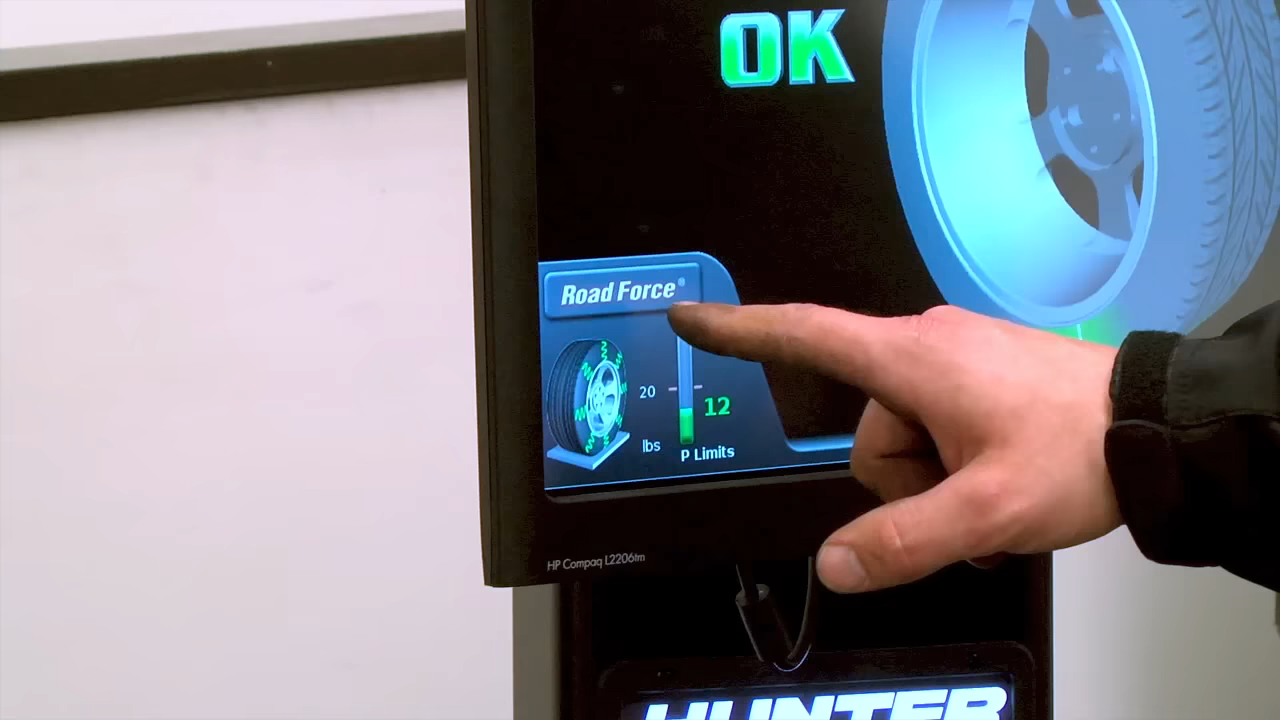 OK
Road Force®
20
12
lbs
P Limits
HP Compaq L2206tm
HUNTER